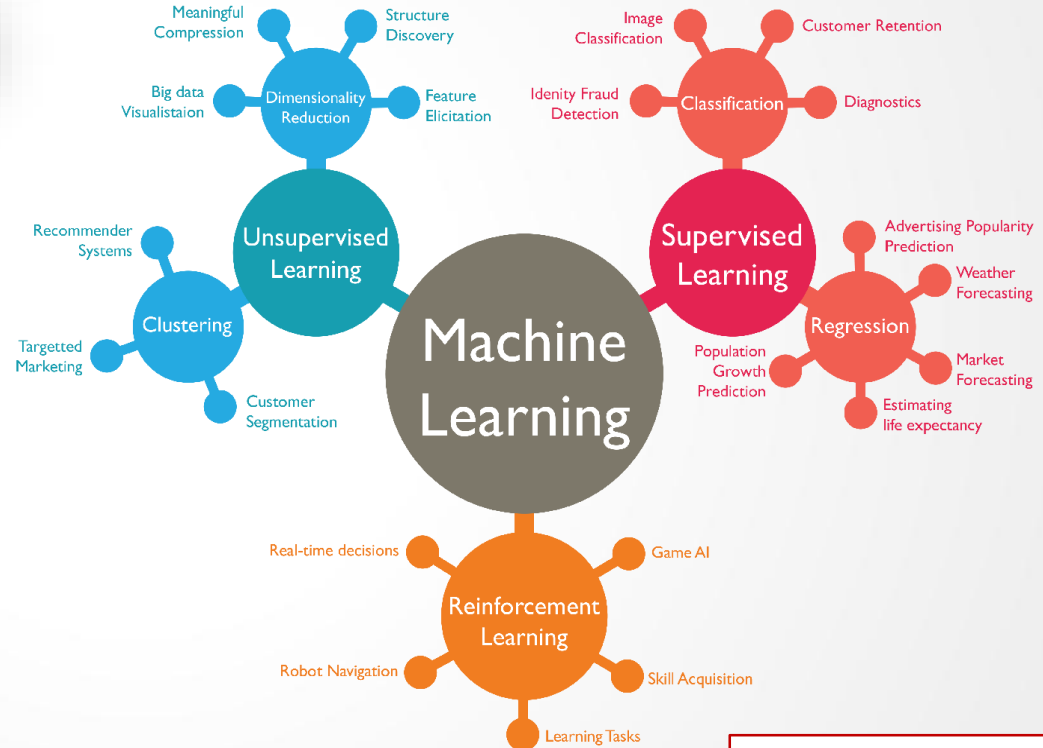 Meaningful
Compression
Structure
Discovery
Big data
Visualistaion
Dimensionality
Reduction
Feature
Elicitation
Image
Classification
Customer Retention
Idenity Fraud
Detection
Classification
Diagnostics
Unsupervised
Learning
Supervised
Learning
Recommender
Systems
Clustering
Targetted
Marketing
Customer
Segmentation
Machine
Learning
Advertising Popularity
Prediction
Weather
Forecasting
Regression
Population
Growth
Prediction
Market
Forecasting
Estimating
life expectancy
Real-time decisions
Game AI
Reinforcement
Learning
Robot Navigation
Skill Acquisition
Learning Tasks